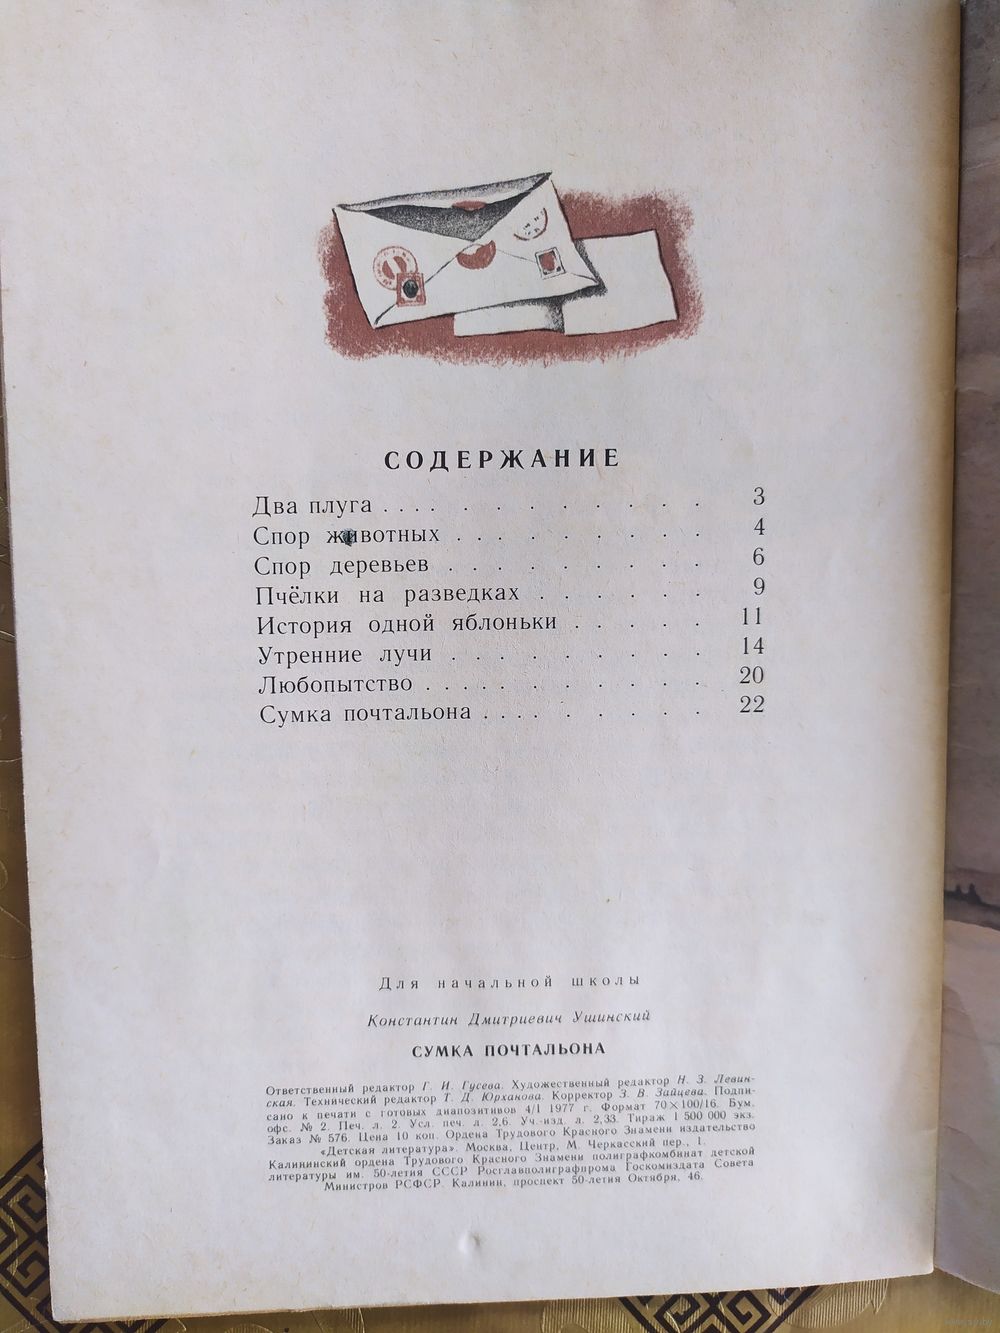 СОДЕРЖАНИЕ
Два плуга . . . . . . . . . . . . . 3
Спор животных . . . . . . . . . . 4
Спор деревьев . . . . . . . . . . 6
Пчёлки на разведках . . . . . . 9
История одной яблоньки . . . . . 11
Утренние лучи . . . . . . . . . . 14
Любопытство . . . . . . . . . . . 20
Сумка почтальона . . . . . . . . . 22
Для начальной школы
Константин Дмитриевич Ушинский
СУМКА ПОЧТАЛЬОНА
Ответственный редактор Г. И. Гусева. Художественный редактор Н. З. Левин-
ская. Технический редактор Т. Д. Юрханова. Корректор З. В. Зайцева. Подпи-
сано к печати с готовых диапозитивов 4/I 1977 г. Формат 70×100/16. Бум.
офс. № 2. Печ. л. 2. Усл. печ. л. 2,6. Уч.-изд. л. 2,33. Тираж 1 500 000 экз.
Заказ № 576. Цена 10 коп. Ордена Трудового Красного Знамени издательство
«Детская литература». Москва, Центр, М. Черкасский пер., 1.
Калининский ордена Трудового Красного Знамени полиграфкомбинат детской
литературы им. 50-летия СССР Росглавполиграфпрома Госкомиздата Совета
Министров РСФСР. Калинин, проспект 50-летия Октября, 46.